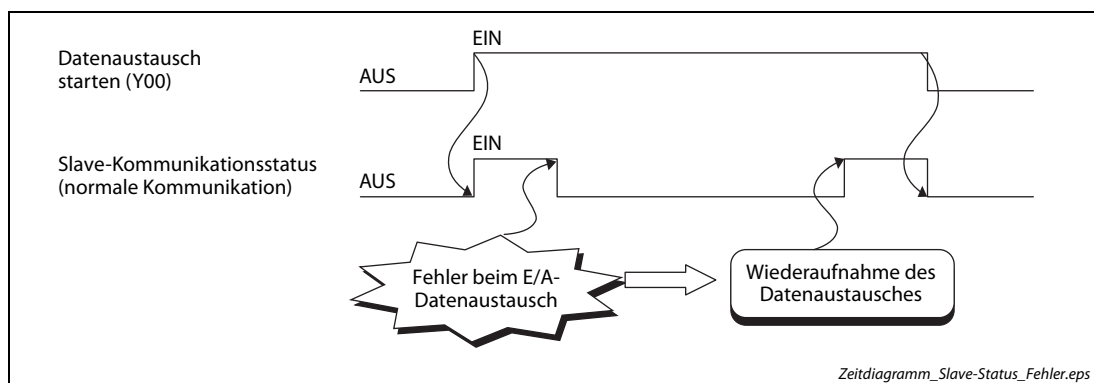 EIN
Datenaustausch
starten (Y00)
AUS
EIN
Slave-Kommunikationsstatus
(normale Kommunikation)
AUS
Fehler beim E/A-
Datenaustausch
Wiederaufnahme des
Datenaustausches
Zeitdiagramm_Slave-Status_Fehler.eps